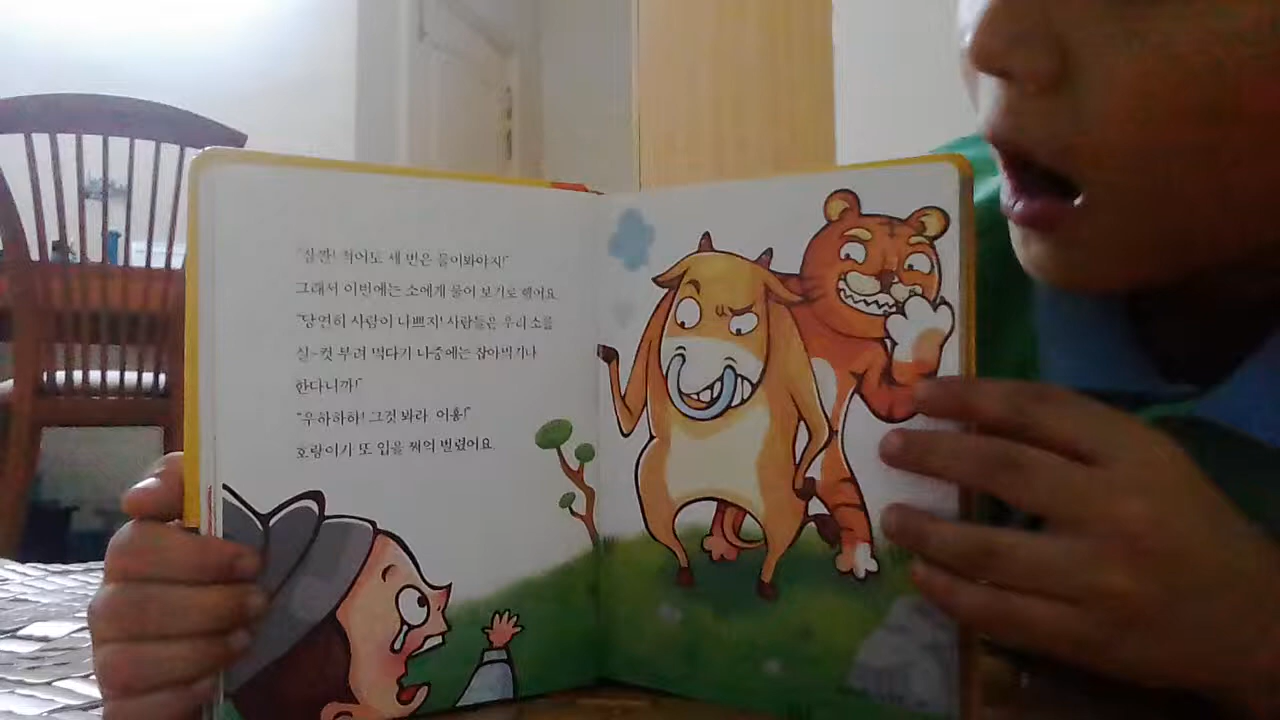 "잠깐! 적어도 세 번은 물어봐야지!"
그래서 이번에는 소에게 물어 보기로 했어요.
"당연히 사람이 나쁘지! 사람들은 우리 소를
실~컷 부려 먹다가 나중에는 잡아먹기나
한다니까!"
"우하하하! 그것 봐라. 어흥!"
호랑이가 또 입을 쩌억 벌렸어요.